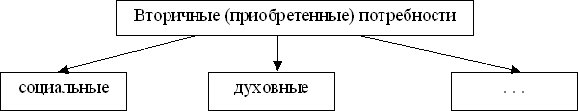 Вторичные (приобретенные) потребности
социальные
духовные
. . .